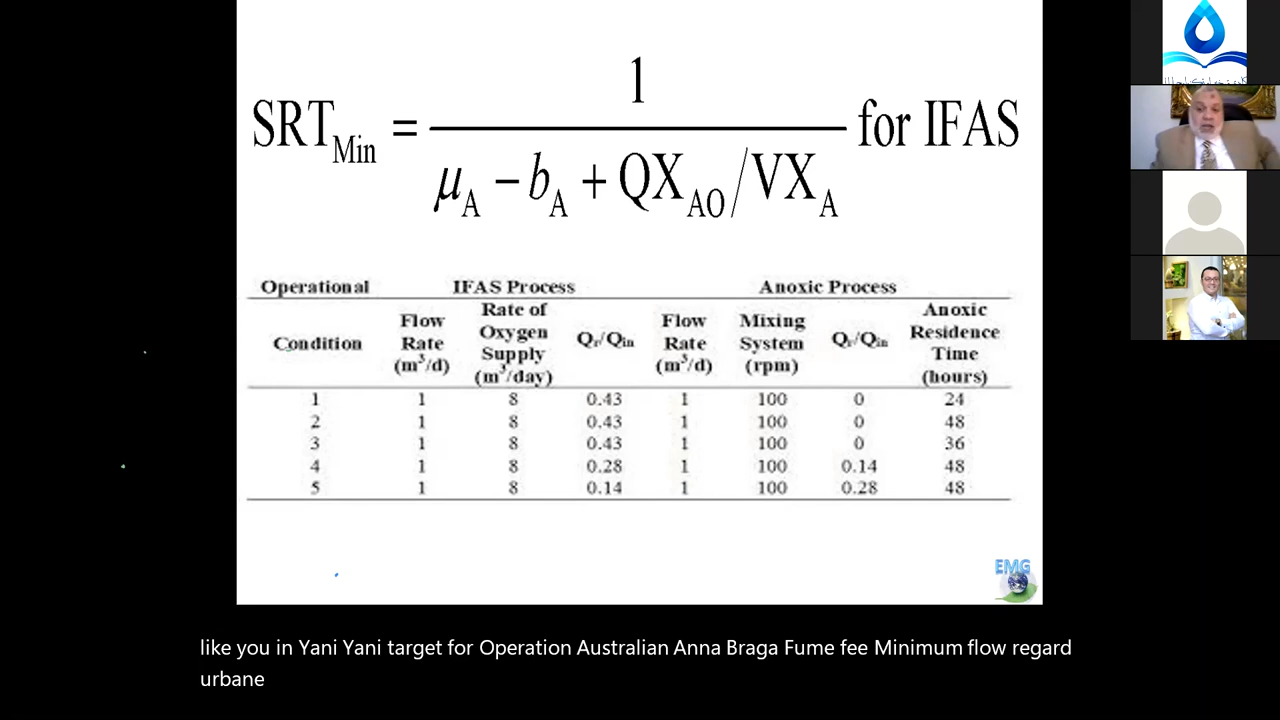 SRT_Min = 1 / (μ_A − b_A + QX_AO/VX_A) for IFAS
Operational IFAS Process Anoxic Process
Condition Flow Rate (m³/d) Rate of Oxygen Supply (m³/day) Qr/Qin Flow Rate (m³/d) Mixing System (rpm) Qr/Qin Anoxic Residence Time (hours)
1 1 8 0.43 1 100 0 24
2 1 8 0.43 1 100 0 48
3 1 8 0.43 1 100 0 36
4 1 8 0.28 1 100 0.14 48
5 1 8 0.14 1 100 0.28 48
EMG
like you in Yani Yani target for Operation Australian Anna Braga Fume fee Minimum flow regard
urbane